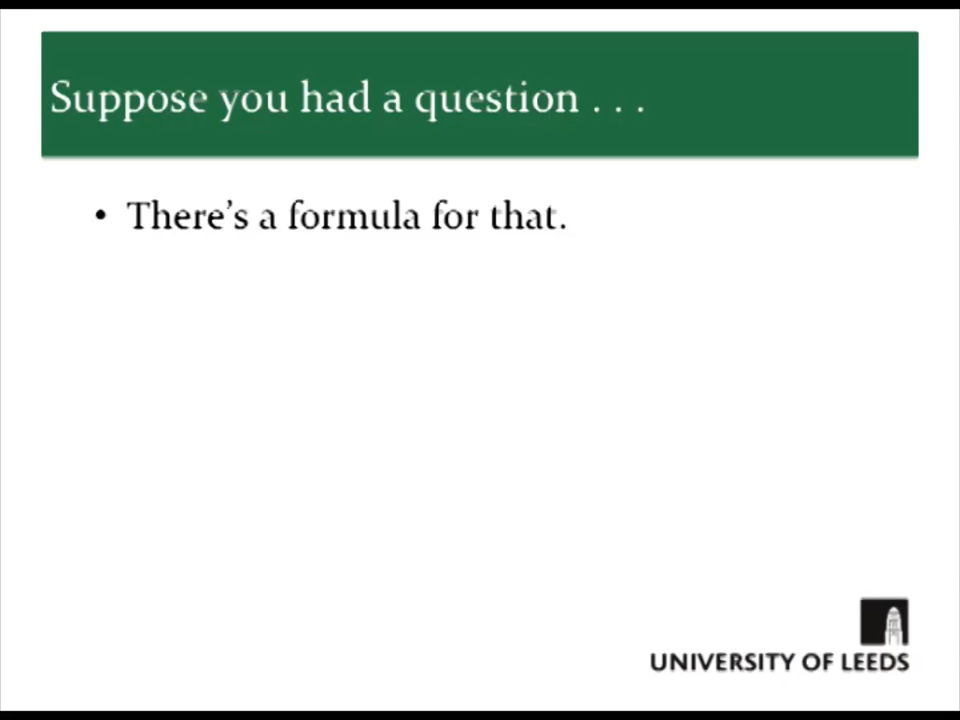 Suppose you had a question . . .
• There’s a formula for that.
UNIVERSITY OF LEEDS